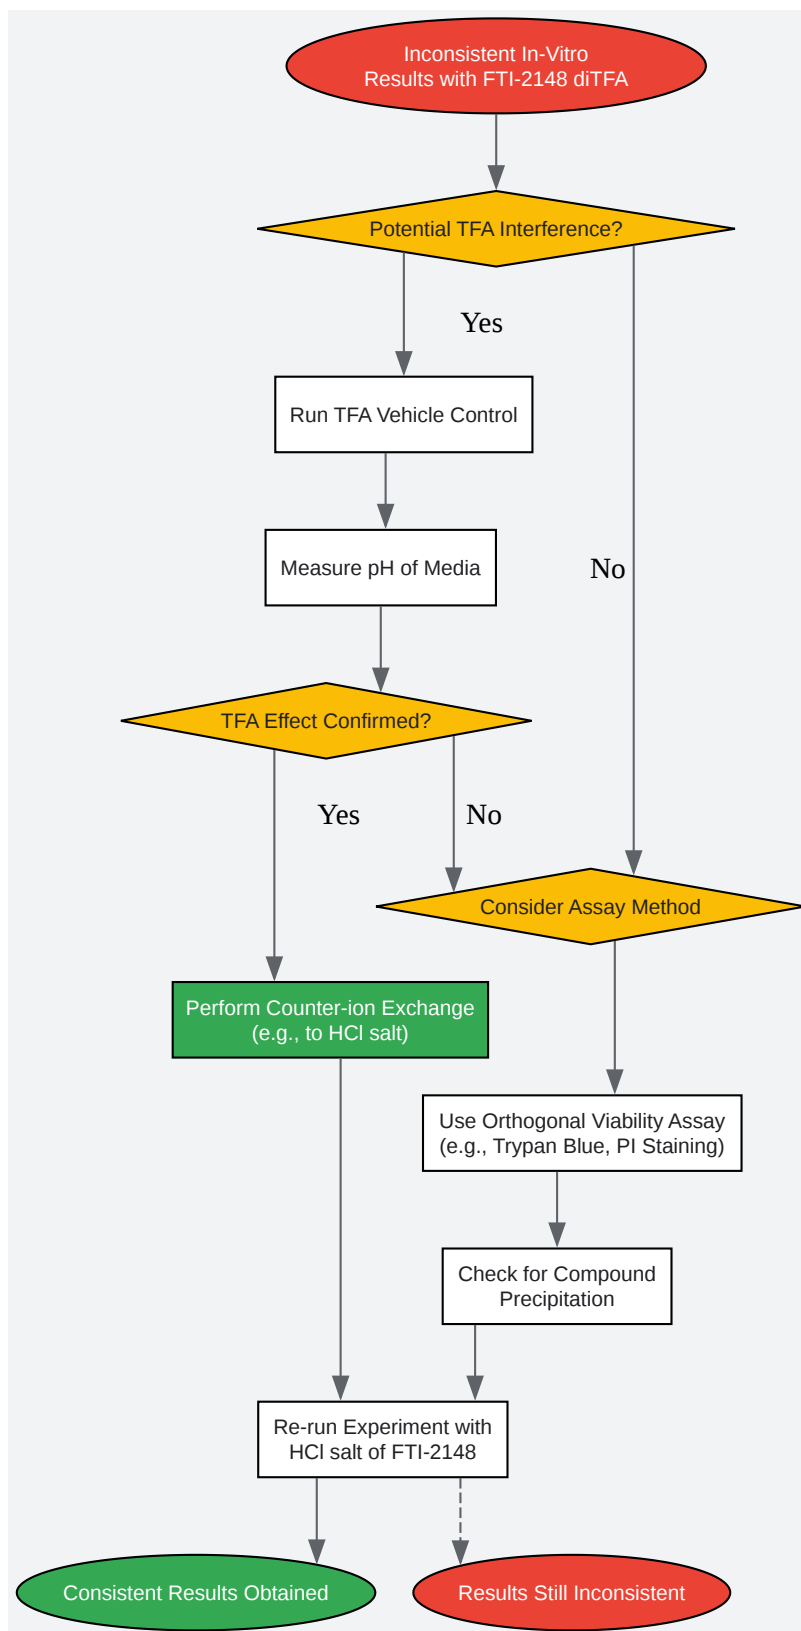 Inconsistent In-Vitro
Results with FTI-2148 diTFA
Potential TFA Interference?
Yes
Run TFA Vehicle Control
Measure pH of Media
No
TFA Effect Confirmed?
Yes
No
Consider Assay Method
Perform Counter-ion Exchange
(e.g., to HCl salt)
Use Orthogonal Viability Assay
(e.g., Trypan Blue, PI Staining)
Check for Compound
Precipitation
Re-run Experiment with
HCl salt of FTI-2148
Consistent Results Obtained
Results Still Inconsistent